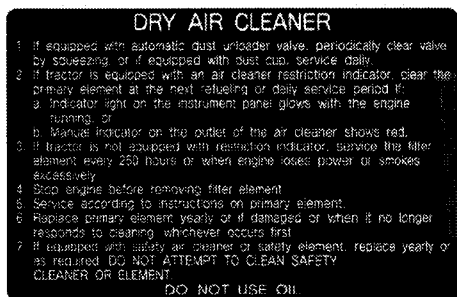 DRY AIR CLEANER
1 If equipped with automatic dust unloader valve, periodically clear valve
by squeezing, or if equipped with dust cup, service daily.
2 If tractor is equipped with an air cleaner restriction indicator, clear the
primary element at the next refueling or daily service period if:
a. Indicator light on the instrument panel glows with the engine
running, or
b. Manual indicator on the outlet of the air cleaner shows red.
3. If tractor is not equipped with restriction indicator, service the filter
element every 250 hours or when engine loses power or smokes
excessively
4 Stop engine before removing filter element
5. Service according to instructions on primary element.
6 Replace primary element yearly or if damaged or when it no longer
responds to cleaning, whichever occurs first
7 If equipped with safety air cleaner or safety element, replace yearly or
as required. DO NOT ATTEMPT TO CLEAN SAFETY
CLEANER OR ELEMENT.
DO NOT USE OIL